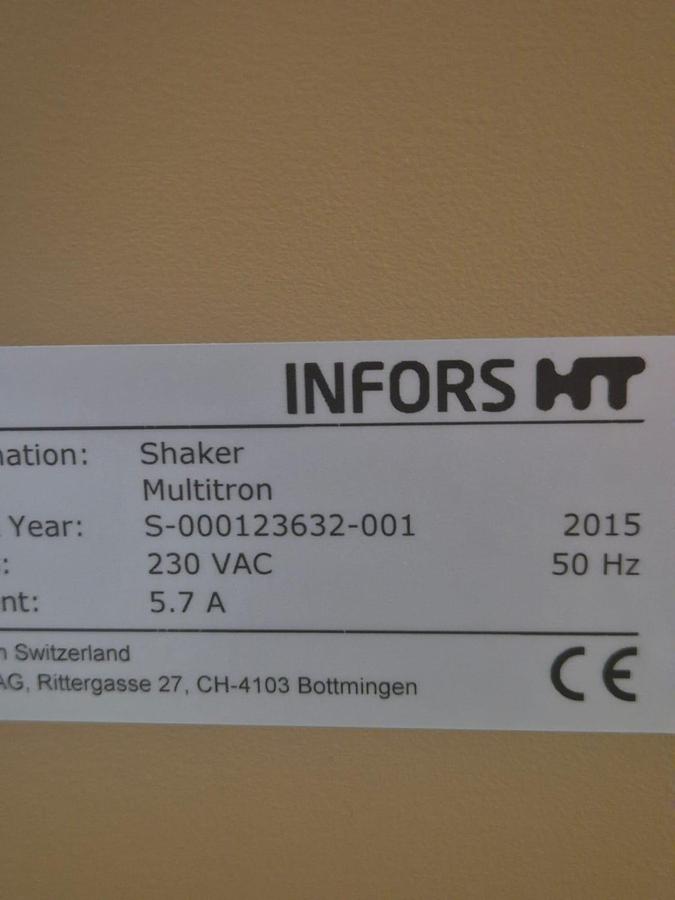 INFORS HT
nation: Shaker
Multitron
Year: S-000123632-001 2015
: 230 VAC 50 Hz
nt: 5.7 A
n Switzerland
AG, Rittergasse 27, CH-4103 Bottmingen
CE